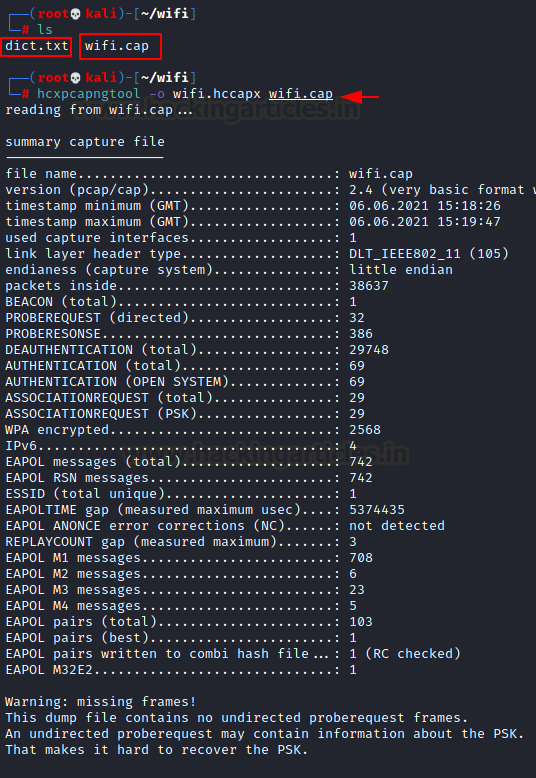 (root💀kali)-[~/wifi]
# ls
dict.txt wifi.cap
(root💀kali)-[~/wifi]
# hcxpcapngtool -o wifi.hccapx wifi.cap
www.hackingarticles.in
reading from wifi.cap...
summary capture file
--------------------
file name................................: wifi.cap
version (pcap/cap).......................: 2.4 (very basic format w
timestamp minimum (GMT)..................: 06.06.2021 15:18:26
timestamp maximum (GMT)..................: 06.06.2021 15:19:47
used capture interfaces..................: 1
link layer header type...................: DLT_IEEE802_11 (105)
endianess (capture system)...............: little endian
packets inside...........................: 38637
BEACON (total)...........................: 1
PROBEREQUEST (directed)..................: 32
PROBERESONSE.............................: 386
DEAUTHENTICATION (total).................: 29748
AUTHENTICATION (total)...................: 69
AUTHENTICATION (OPEN SYSTEM).............: 69
ASSOCIATIONREQUEST (total)...............: 29
ASSOCIATIONREQUEST (PSK).................: 29
WPA encrypted............................: 2568
IPv6.....................................: 4
www.hackingarticles.in
EAPOL messages (total)...................: 742
EAPOL RSN messages.......................: 742
ESSID (total unique).....................: 1
EAPOLTIME gap (measured maximum usec)....: 5374435
EAPOL ANONCE error corrections (NC)......: not detected
REPLAYCOUNT gap (measured maximum).......: 3
EAPOL M1 messages........................: 708
EAPOL M2 messages........................: 6
EAPOL M3 messages........................: 23
EAPOL M4 messages........................: 5
EAPOL pairs (total)......................: 103
EAPOL pairs (best).......................: 1
EAPOL pairs written to combi hash file...: 1 (RC checked)
EAPOL M32E2..............................: 1
Warning: missing frames!
This dump file contains no undirected proberequest frames.
An undirected proberequest may contain information about the PSK.
That makes it hard to recover the PSK.